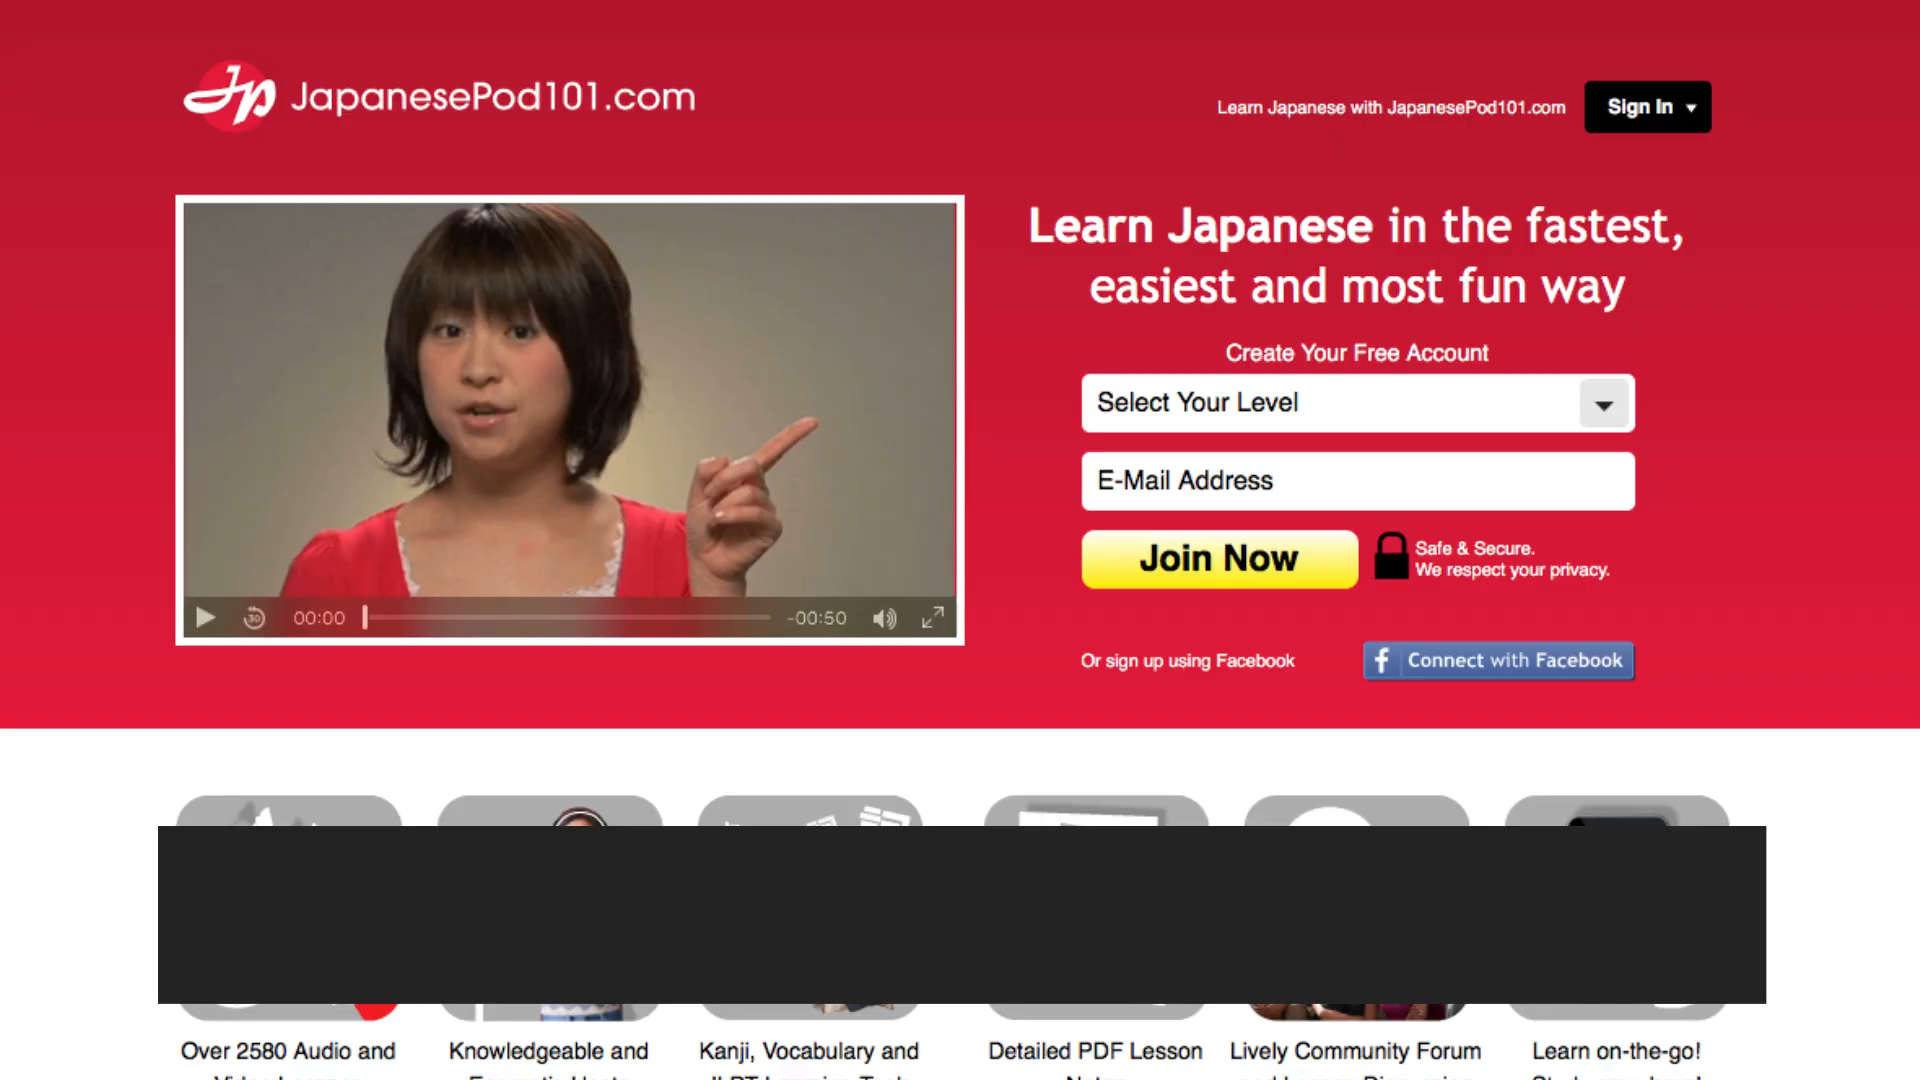 JapanesePod101.com
Learn Japanese with JapanesePod101.com
Sign In
Learn Japanese in the fastest,
easiest and most fun way
Create Your Free Account
Select Your Level
E-Mail Address
Join Now
Safe & Secure.
We respect your privacy.
30
00:00
-00:50
Or sign up using Facebook
Connect with Facebook
Over 2580 Audio and
Knowledgeable and
Kanji, Vocabulary and
Detailed PDF Lesson
Lively Community Forum
Learn on-the-go!